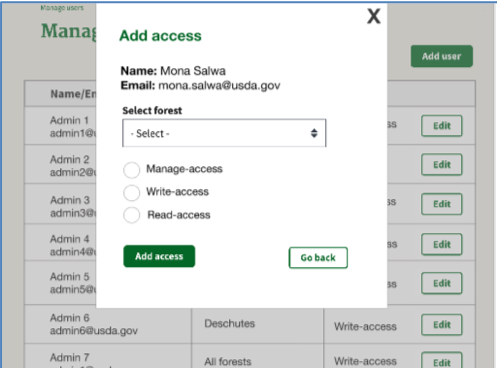 Manage users
Manag
X
Add access
Add user
Name: Mona Salwa
Email: mona.salwa@usda.gov
Name/En
Select forest
- Select -
Admin 1
admin1@u
ss
Edit
Manage-access
Admin 2
admin2@u
Edit
Write-access
Admin 3
admin3@u
ss
Edit
Read-access
Admin 4
admin4@u
ss
Edit
Add access
Go back
Admin 5
admin5@u
ss
Edit
Admin 6
admin6@usda.gov
Deschutes
Write-access
Edit
Admin 7
All forests
Write-access
Edit